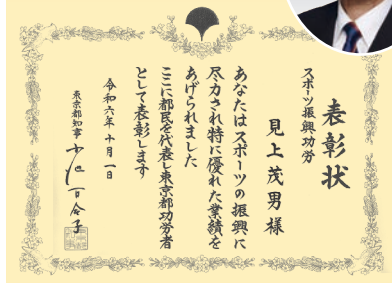 表彰状
スポーツ振興功労
見上茂男様
あなたはスポーツの振興に
尽力され特に優れた業績を
あげられました
ここに都民を代表し東京都功労者
として表彰します
令和六年十月一日
東京都知事 小池百合子